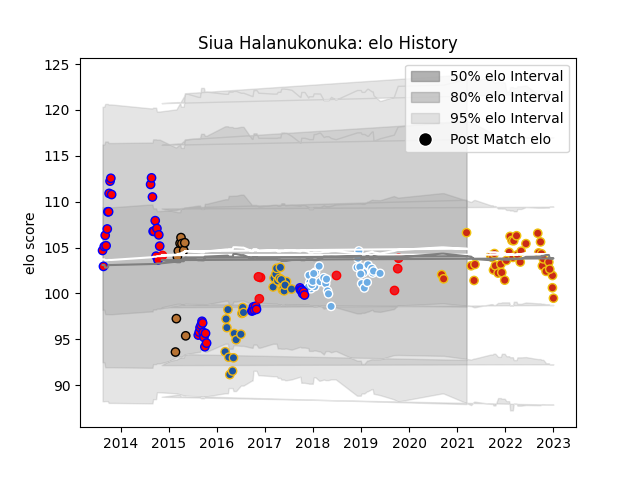 Siua Halanukonuka: elo History
125
120
115
110
105
100
95
90
elo score
50% elo Interval
80% elo Interval
95% elo Interval
Post Match elo
2014 2015 2016 2017 2018 2019 2020 2021 2022 2023